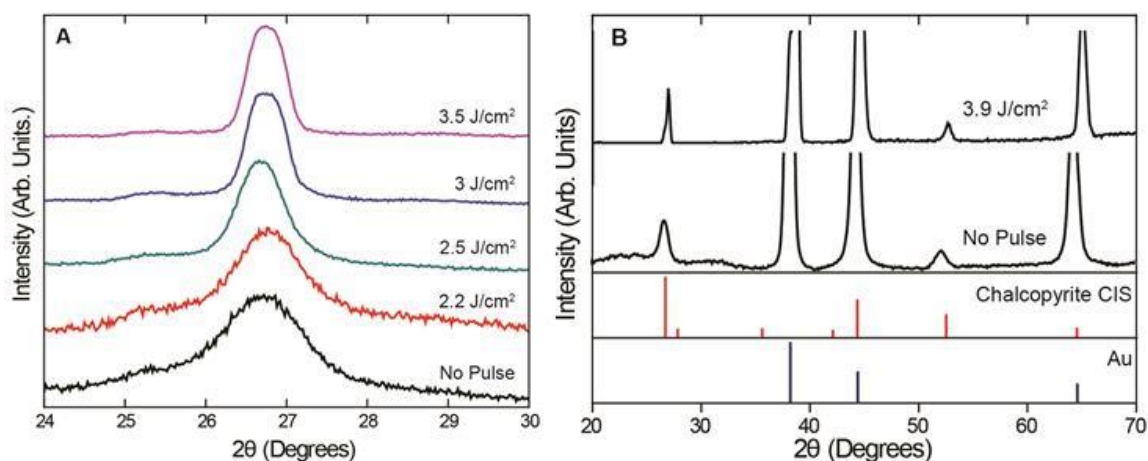 A
Intensity (Arb. Units.)
3.5 J/cm²
3 J/cm²
2.5 J/cm²
2.2 J/cm²
No Pulse
24 25 26 27 28 29 30
2θ (Degrees)
B
Intensity (Arb. Units)
3.9 J/cm²
No Pulse
Chalcopyrite CIS
Au
20 30 40 50 60 70
2θ (Degrees)